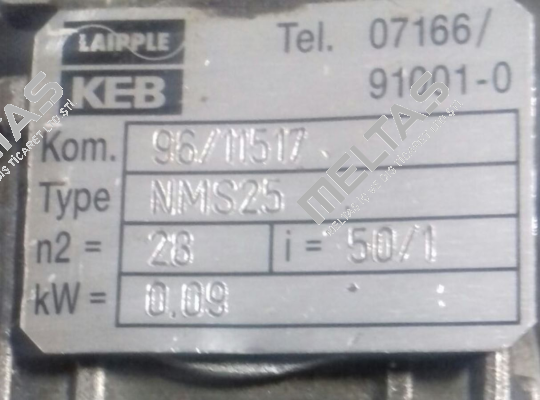 LAIPPLE
KEB
Tel. 07166/
91001-0
Kom. 96/11517
Type NMS25
n2 = 28 i = 50/1
kW = 0.09
MELTAS
MELTAS
MELTAS